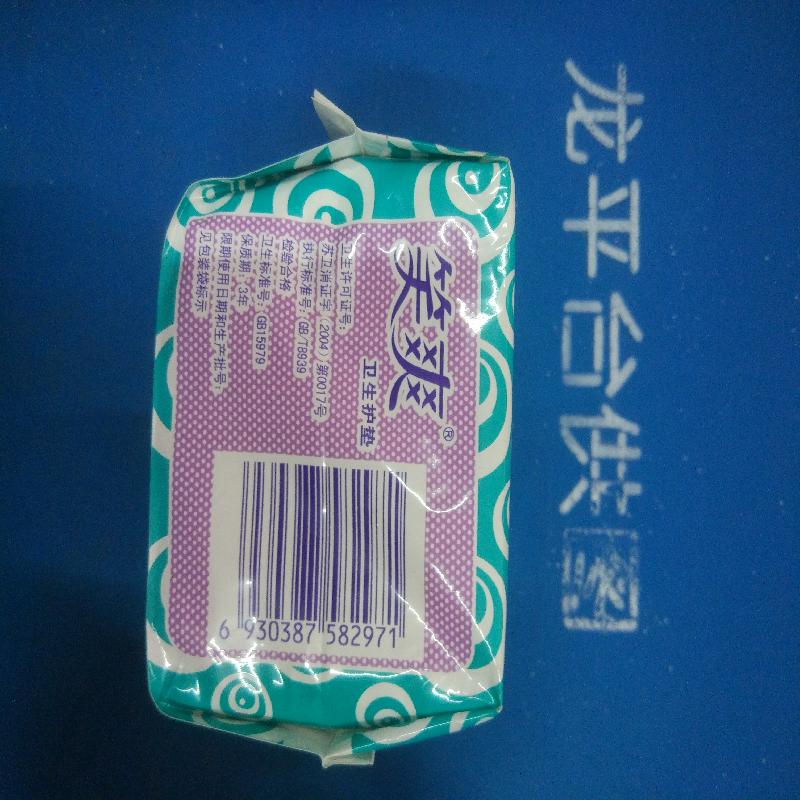 笑爽®
卫生护垫
卫生许可证号：
苏卫消证字（2004）第0017号
执行标准号：GB/T8939
检验合格
卫生标准号：GB15979
保质期：3年
限期使用日期和生产批号：
见包装袋标示
6 930387 582971
龙平台供图